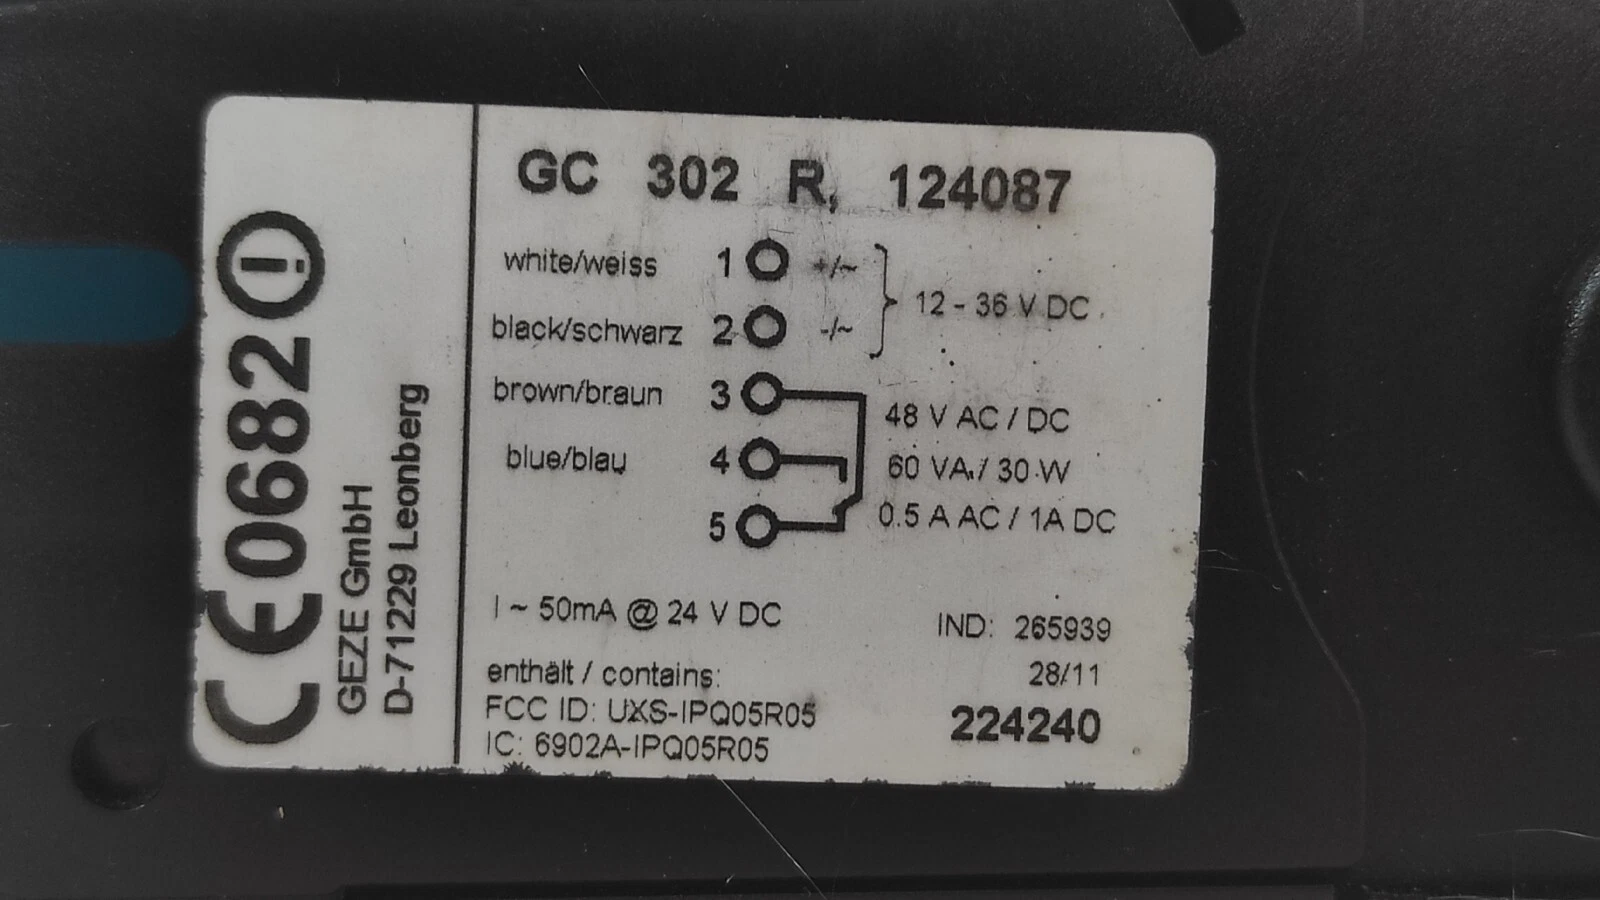 GC 302 R, 124087
white/weiss 1 +/~
12 - 36 V DC
black/schwarz 2 -/~
brown/braun 3
48 V AC / DC
blue/blau 4
60 VA / 30 W
5
0.5 A AC / 1A DC
I ~ 50mA @ 24 V DC
IND: 265939
enthält / contains:
28/11
FCC ID: UXS-IPQ05R05
224240
IC: 6902A-IPQ05R05
CE0682
GEZE GmbH
D-71229 Leonberg